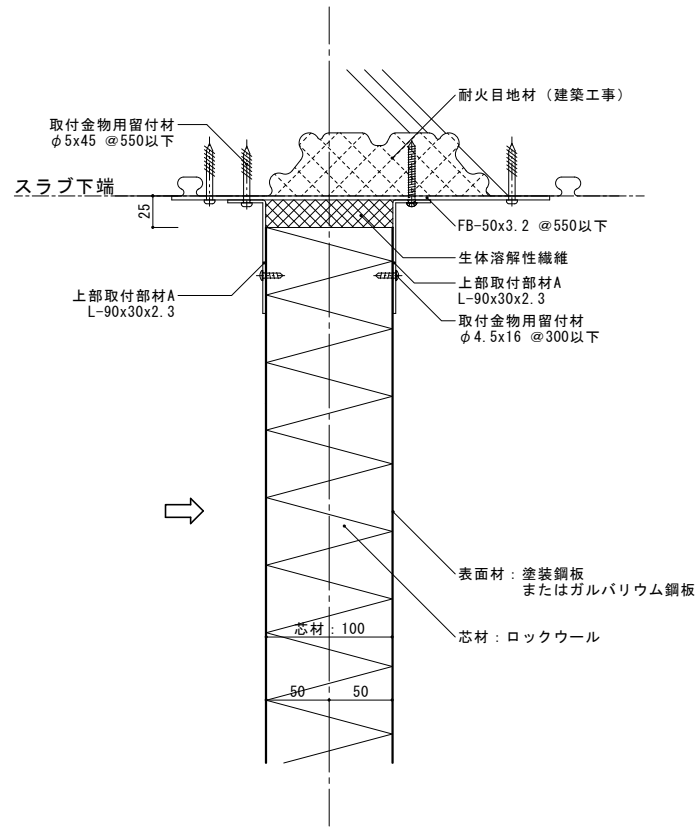 耐火目地材（建築工事）
取付金物用留付材
φ5x45 @550以下
スラブ下端
25
FB-50x3.2 @550以下
生体溶解性繊維
上部取付部材A
L-90x30x2.3
上部取付部材A
L-90x30x2.3
取付金物用留付材
φ4.5x16 @300以下
表面材：塗装鋼板
またはガルバリウム鋼板
芯材：100
芯材：ロックウール
50
50